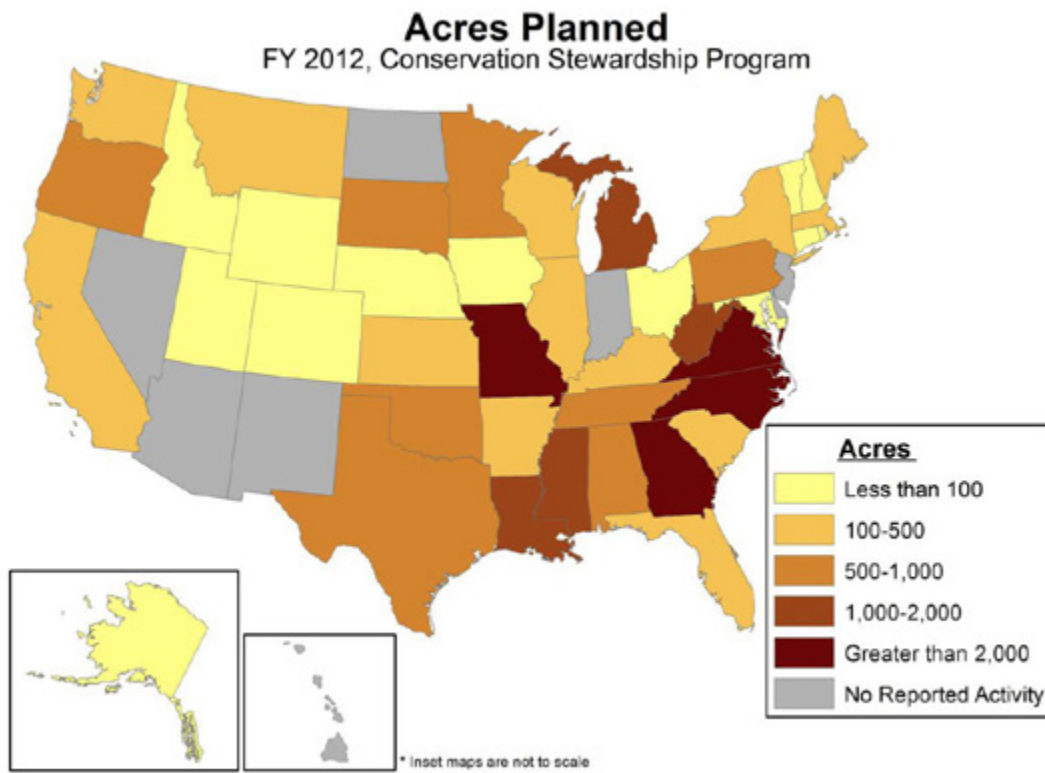 Acres Planned
FY 2012, Conservation Stewardship Program
Acres
Less than 100
100-500
500-1,000
1,000-2,000
Greater than 2,000
No Reported Activity
* Inset maps are not to scale